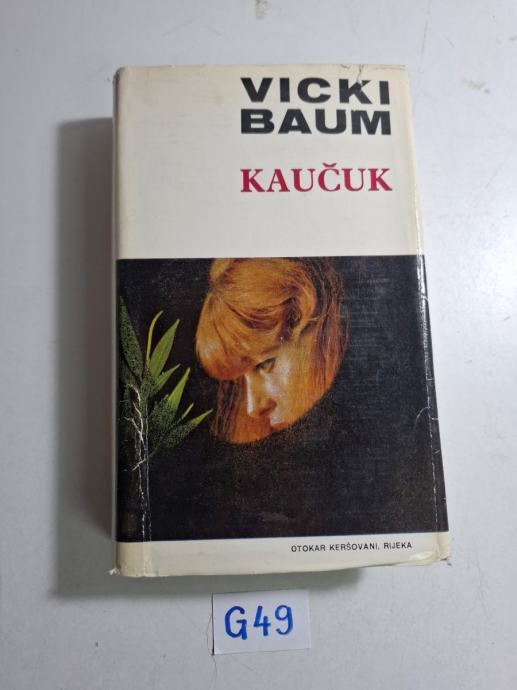 VICKI
BAUM
KAUČUK
OTOKAR KERŠOVANI, RIJEKA
G49